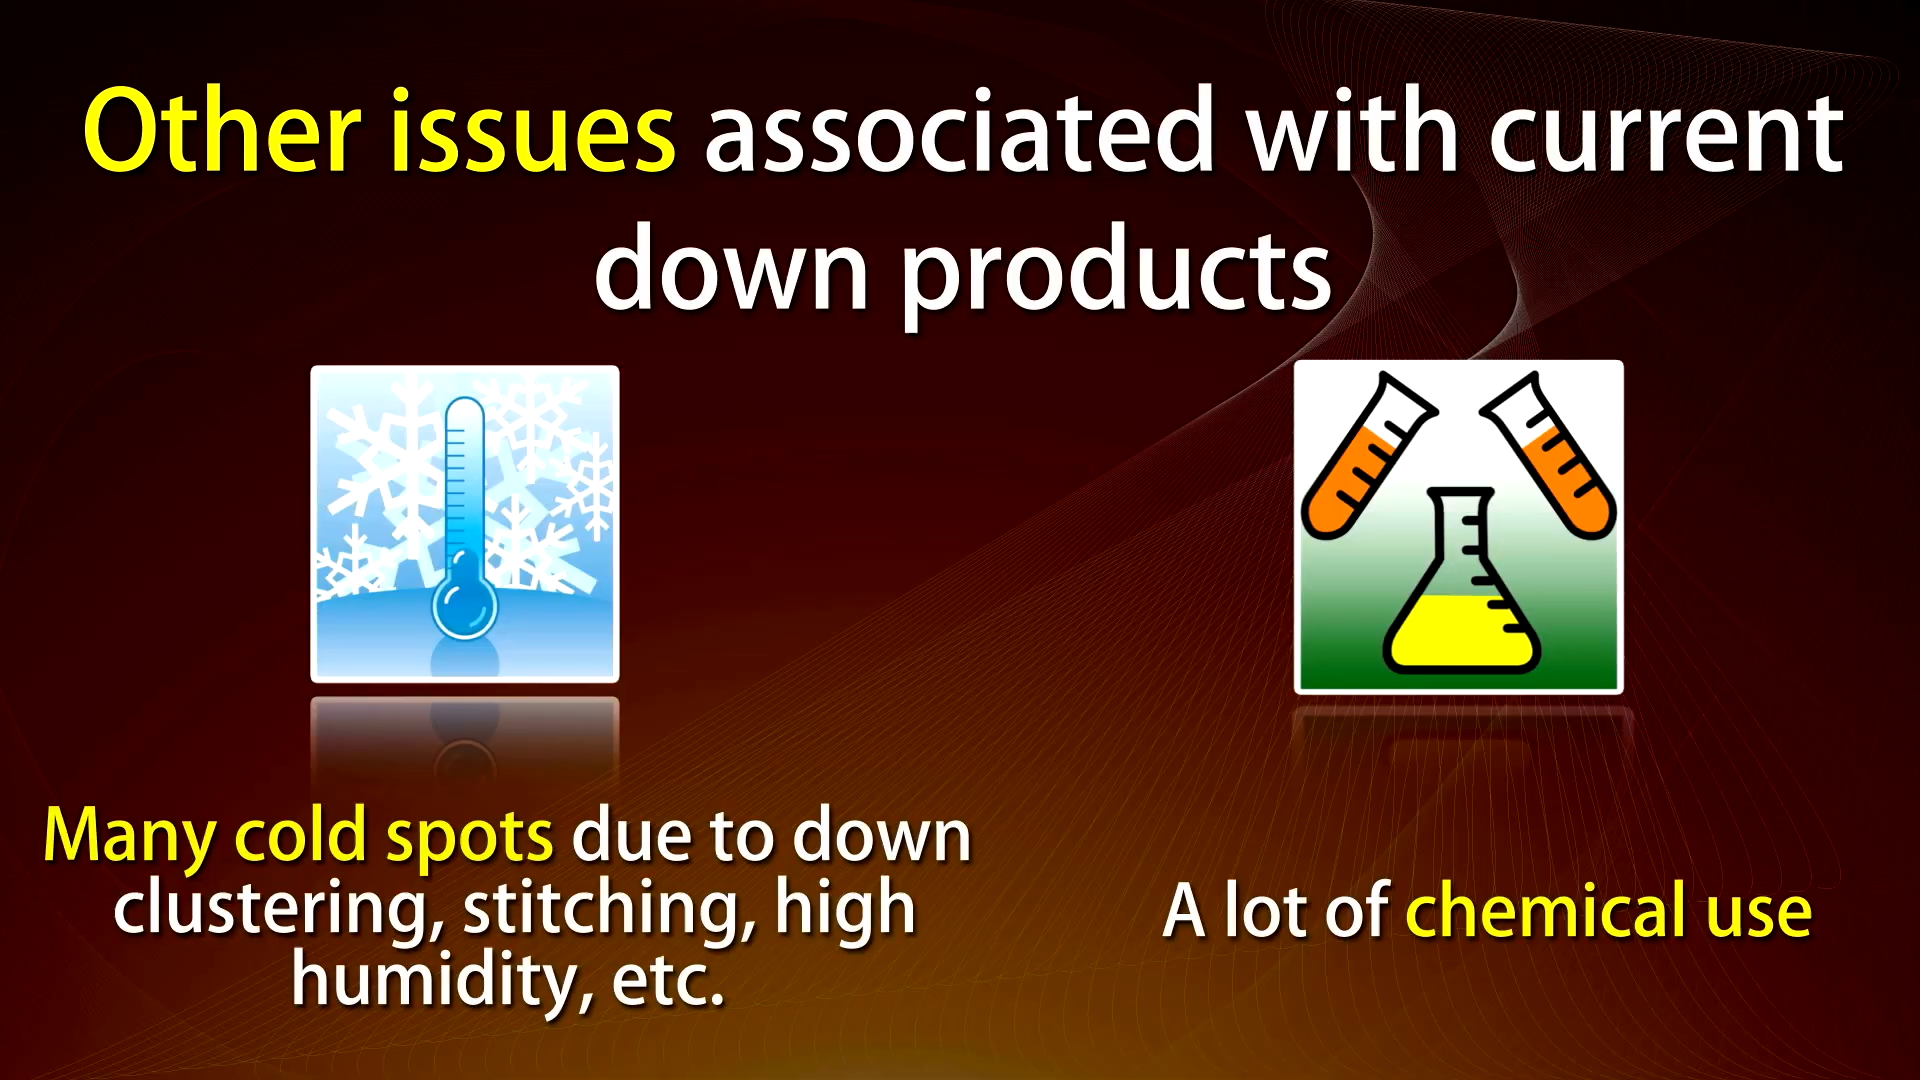 Other issues associated with current
down products
Many cold spots due to down
clustering, stitching, high
humidity, etc.
A lot of chemical use